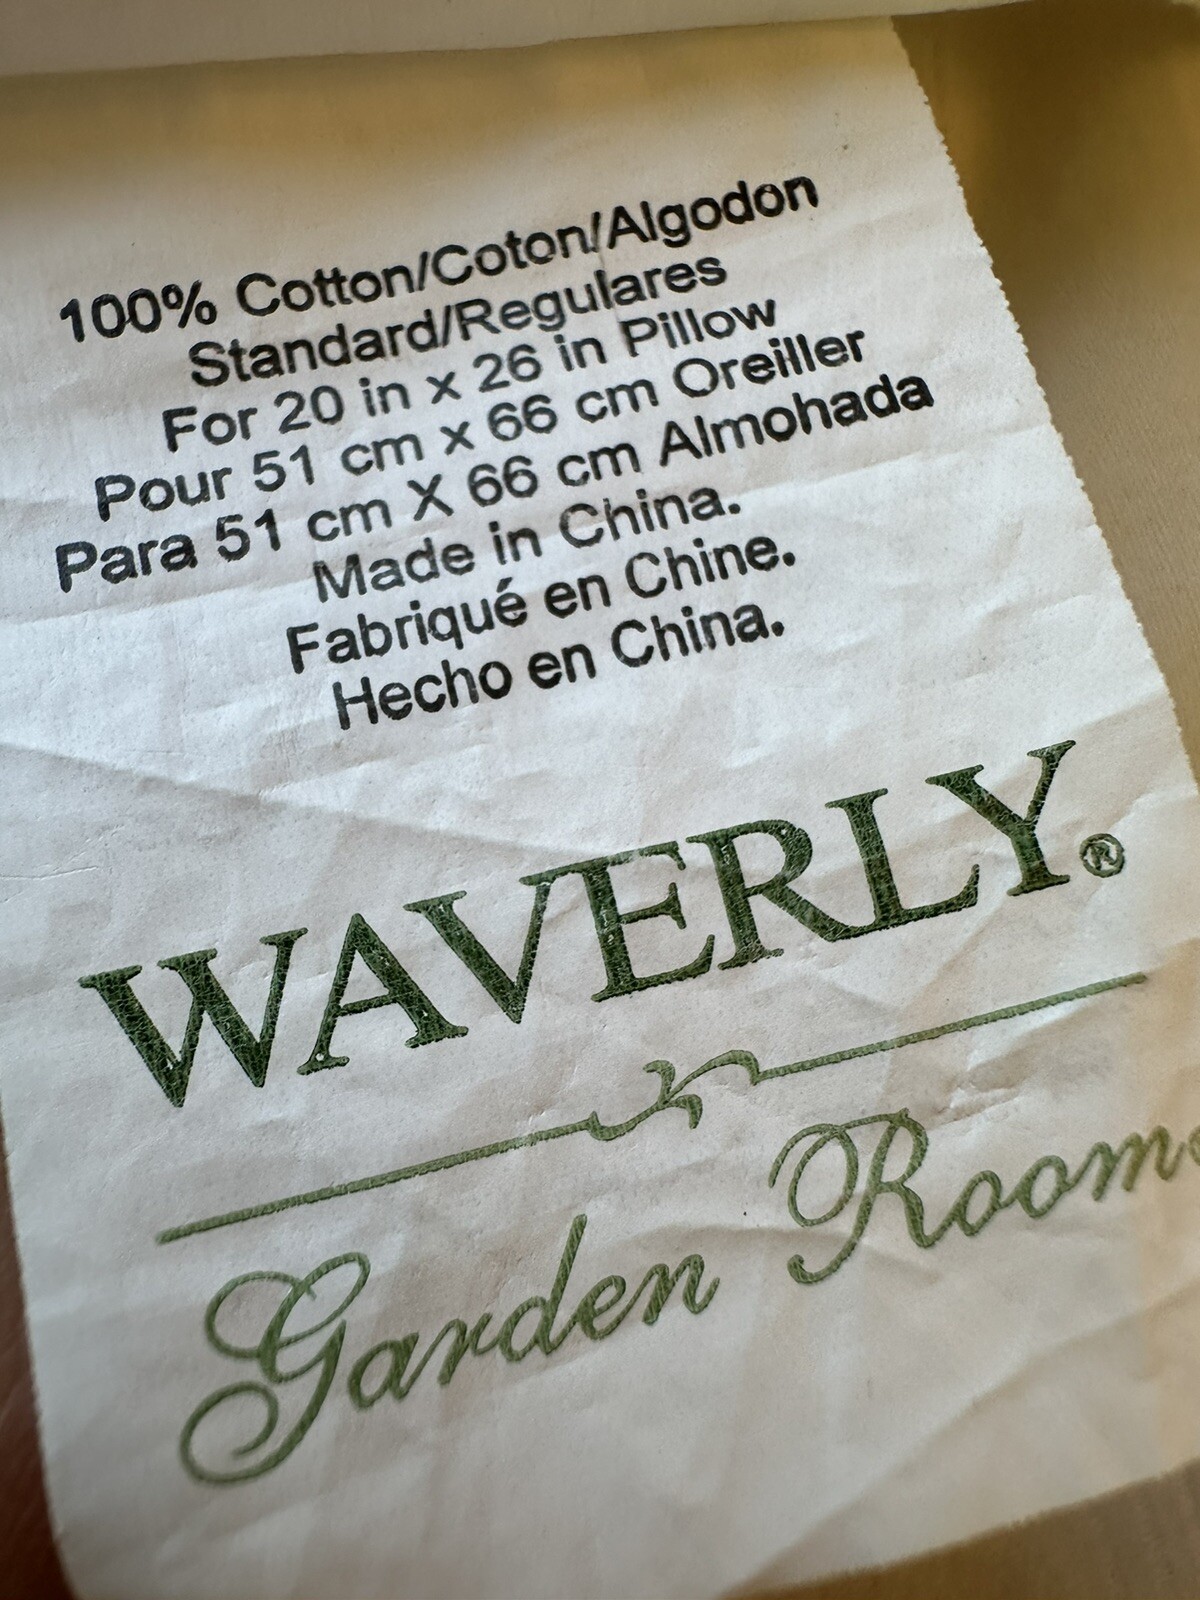 100% Cotton/Coton/Algodon
Standard/Regulares
For 20 in x 26 in Pillow
Pour 51 cm x 66 cm Oreiller
Para 51 cm X 66 cm Almohada
Made in China.
Fabriqué en Chine.
Hecho en China.
WAVERLY®
Garden Rooms